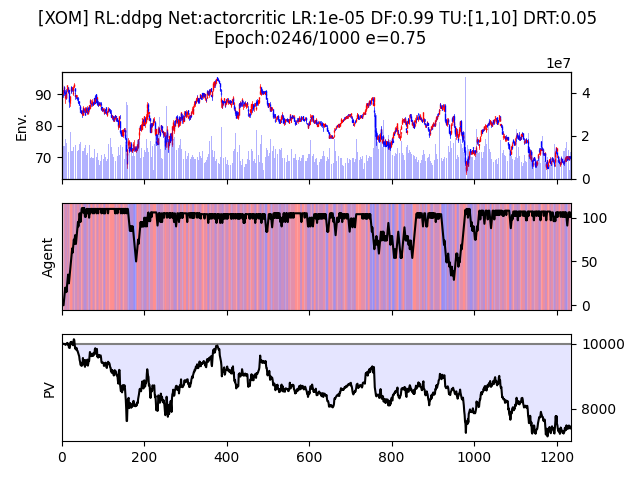 [XOM] RL:ddpg Net:actorcritic LR:1e-05 DF:0.99 TU:[1,10] DRT:0.05
Epoch:0246/1000 e=0.75
1e7
90
80
70
Env.
4
2
0
Agent
100
50
0
PV
10000
8000
0 200 400 600 800 1000 1200